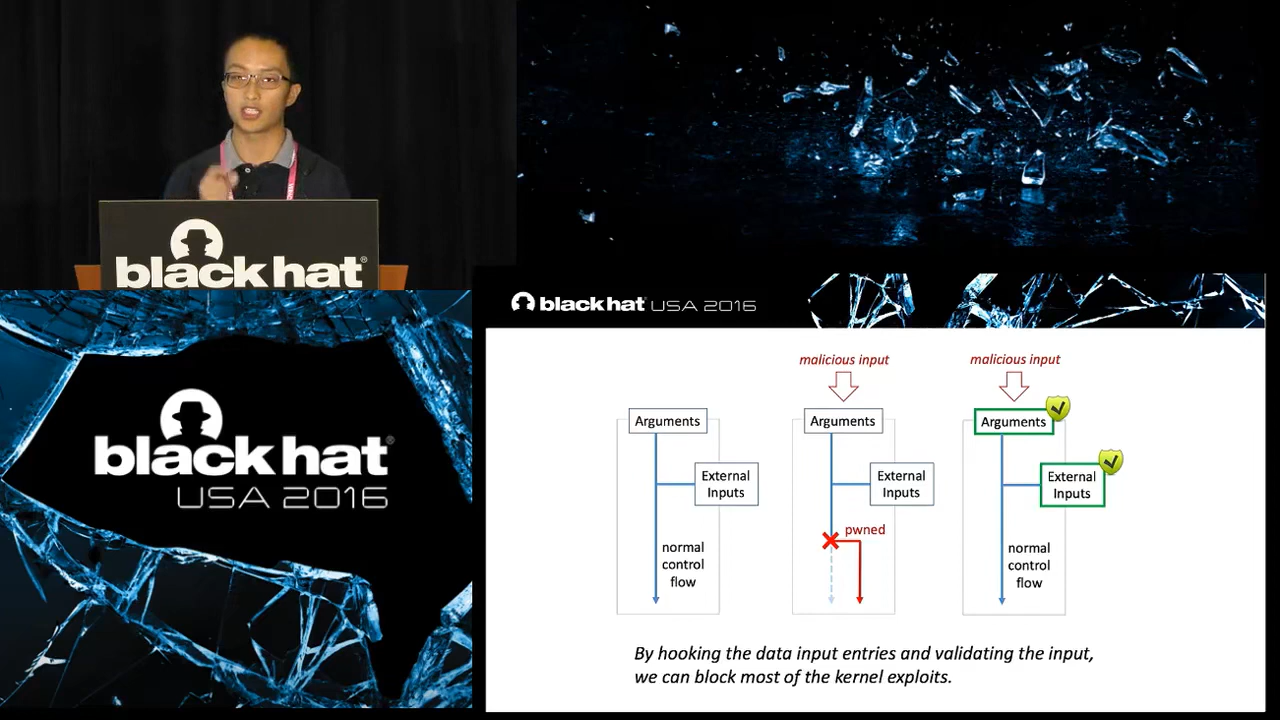 black hat®
black hat®
USA 2016
black hat® USA 2016
malicious input
malicious input
Arguments
Arguments
Arguments
External
Inputs
External
Inputs
External
Inputs
pwned
normal
control
flow
normal
control
flow
By hooking the data input entries and validating the input,
we can block most of the kernel exploits.